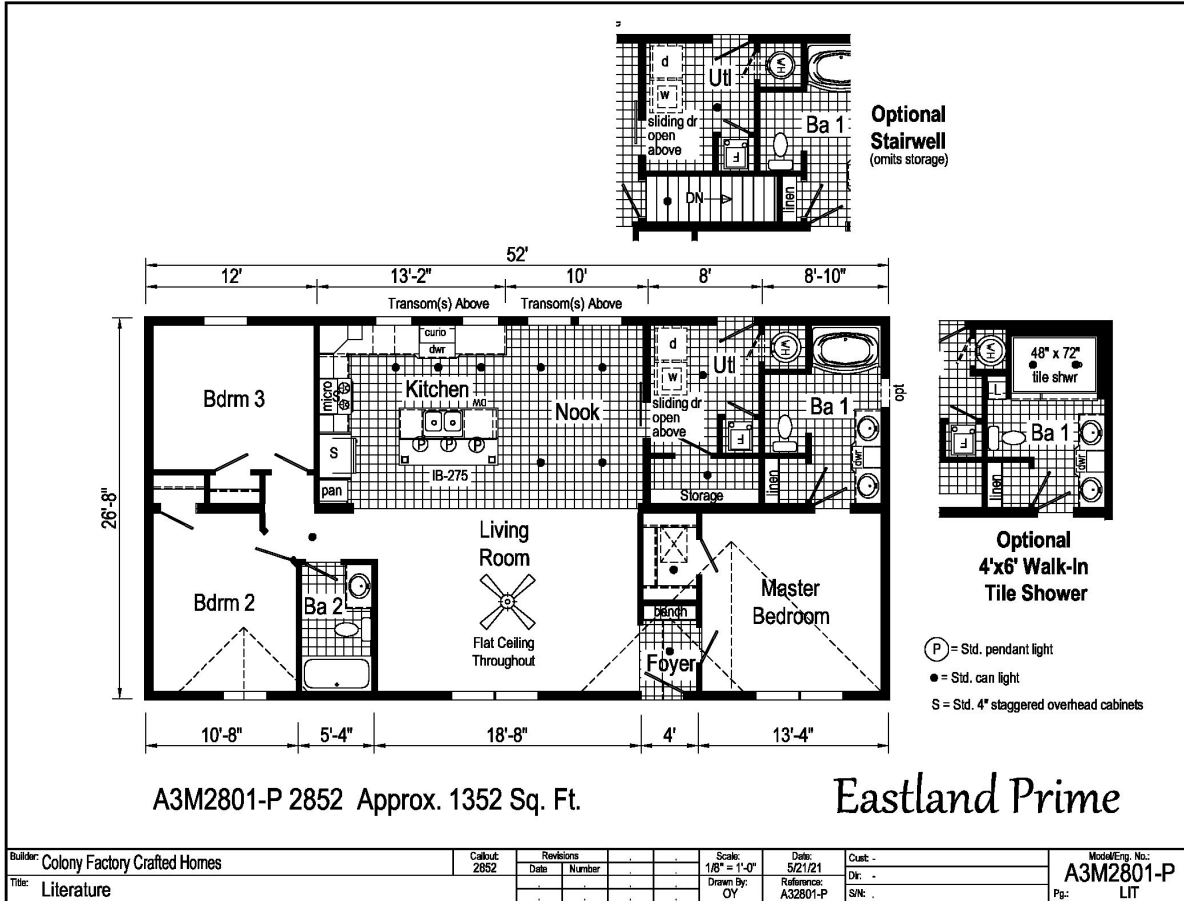 d
Utl
WH
w
sliding dr
open
above
Ba 1
F
DN
linen
Optional
Stairwell
(omits storage)
52'
12'
13'-2"
10'
8'
8'-10"
Transom(s) Above
Transom(s) Above
26'-8"
Bdrm 3
curio
dwr
Kitchen
micro
S
DW
Nook
P
P
P
IB-275
S
pan
d
Utl
WH
w
sliding dr
open
above
Ba 1
opt
F
dwr
Storage
linen
WH
48" x 72"
tile shwr
L
Ba 1
F
dwr
linen
Optional
4'x6' Walk-In
Tile Shower
Living
Room
x
Master
Bedroom
Bdrm 2
Ba 2
bench
Flat Ceiling
Throughout
Foyer
P = Std. pendant light
● = Std. can light
S = Std. 4" staggered overhead cabinets
10'-8"
5'-4"
18'-8"
4'
13'-4"
A3M2801-P 2852 Approx. 1352 Sq. Ft.
Eastland Prime
Builder: Colony Factory Crafted Homes
Title: Literature
Callout:
2852
Revisions
Date Number
Scale:
1/8" = 1'-0"
Drawn By:
OY
Date:
5/21/21
Reference:
A32801-P
Cust: -
Dir: -
S/N: .
Model/Eng. No.:
A3M2801-P
Pg.: LIT